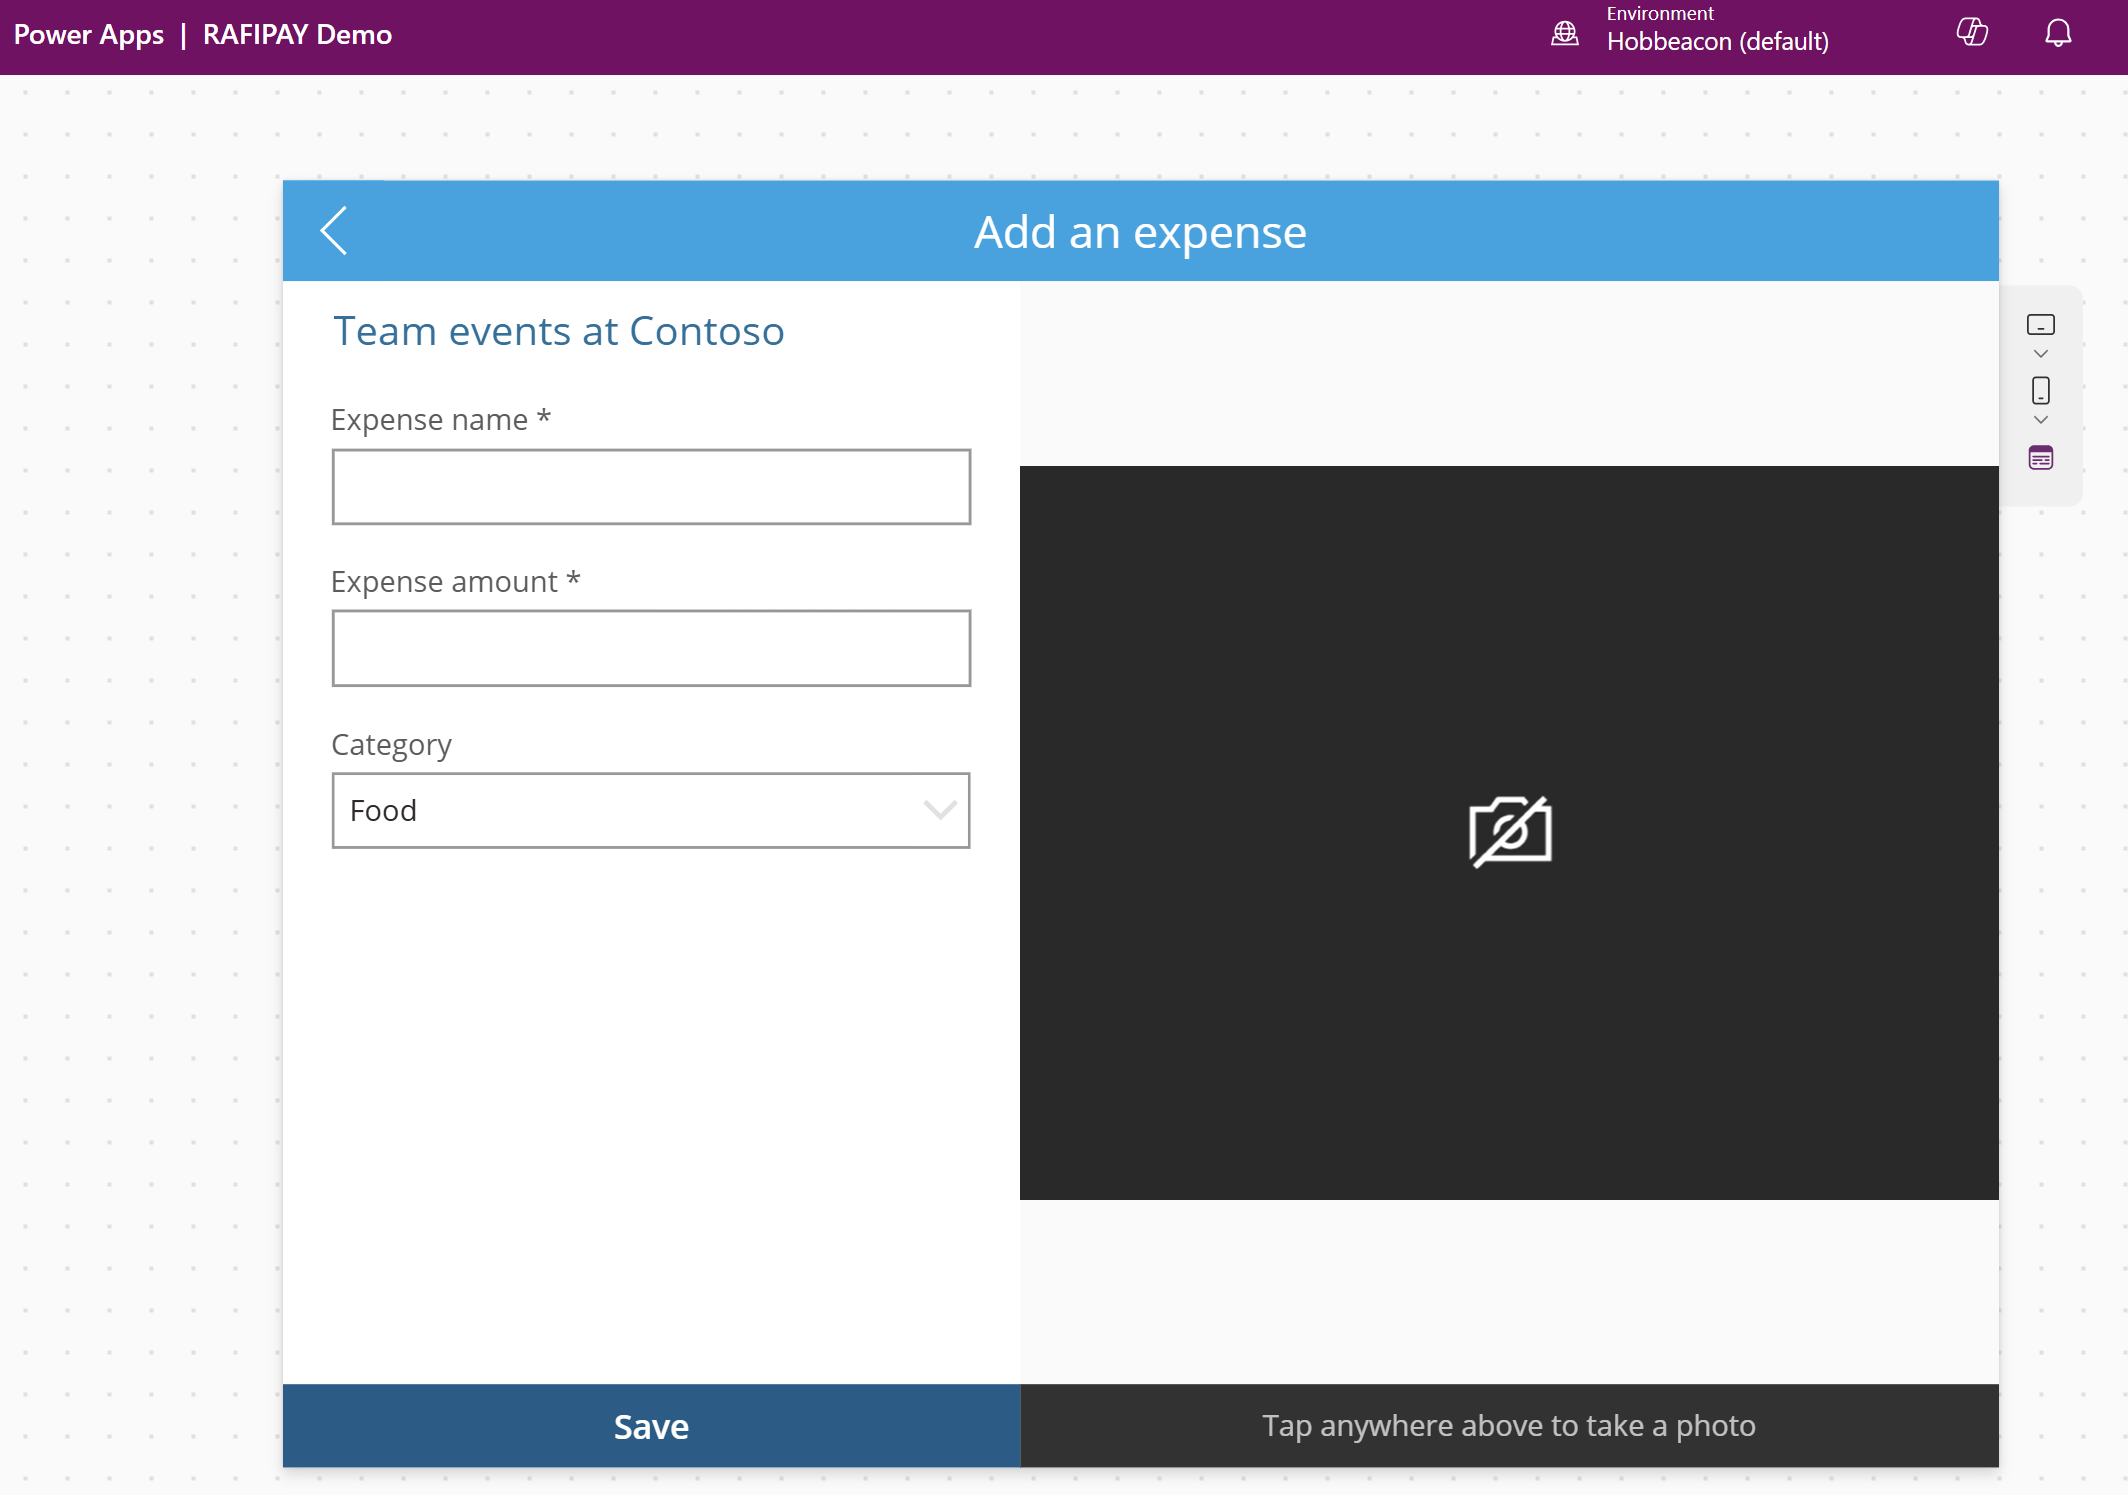 Power Apps | RAFIPAY Demo
Environment
Hobbeacon (default)
Add an expense
Team events at Contoso
Expense name *
Expense amount *
Category
Food
Save
Tap anywhere above to take a photo